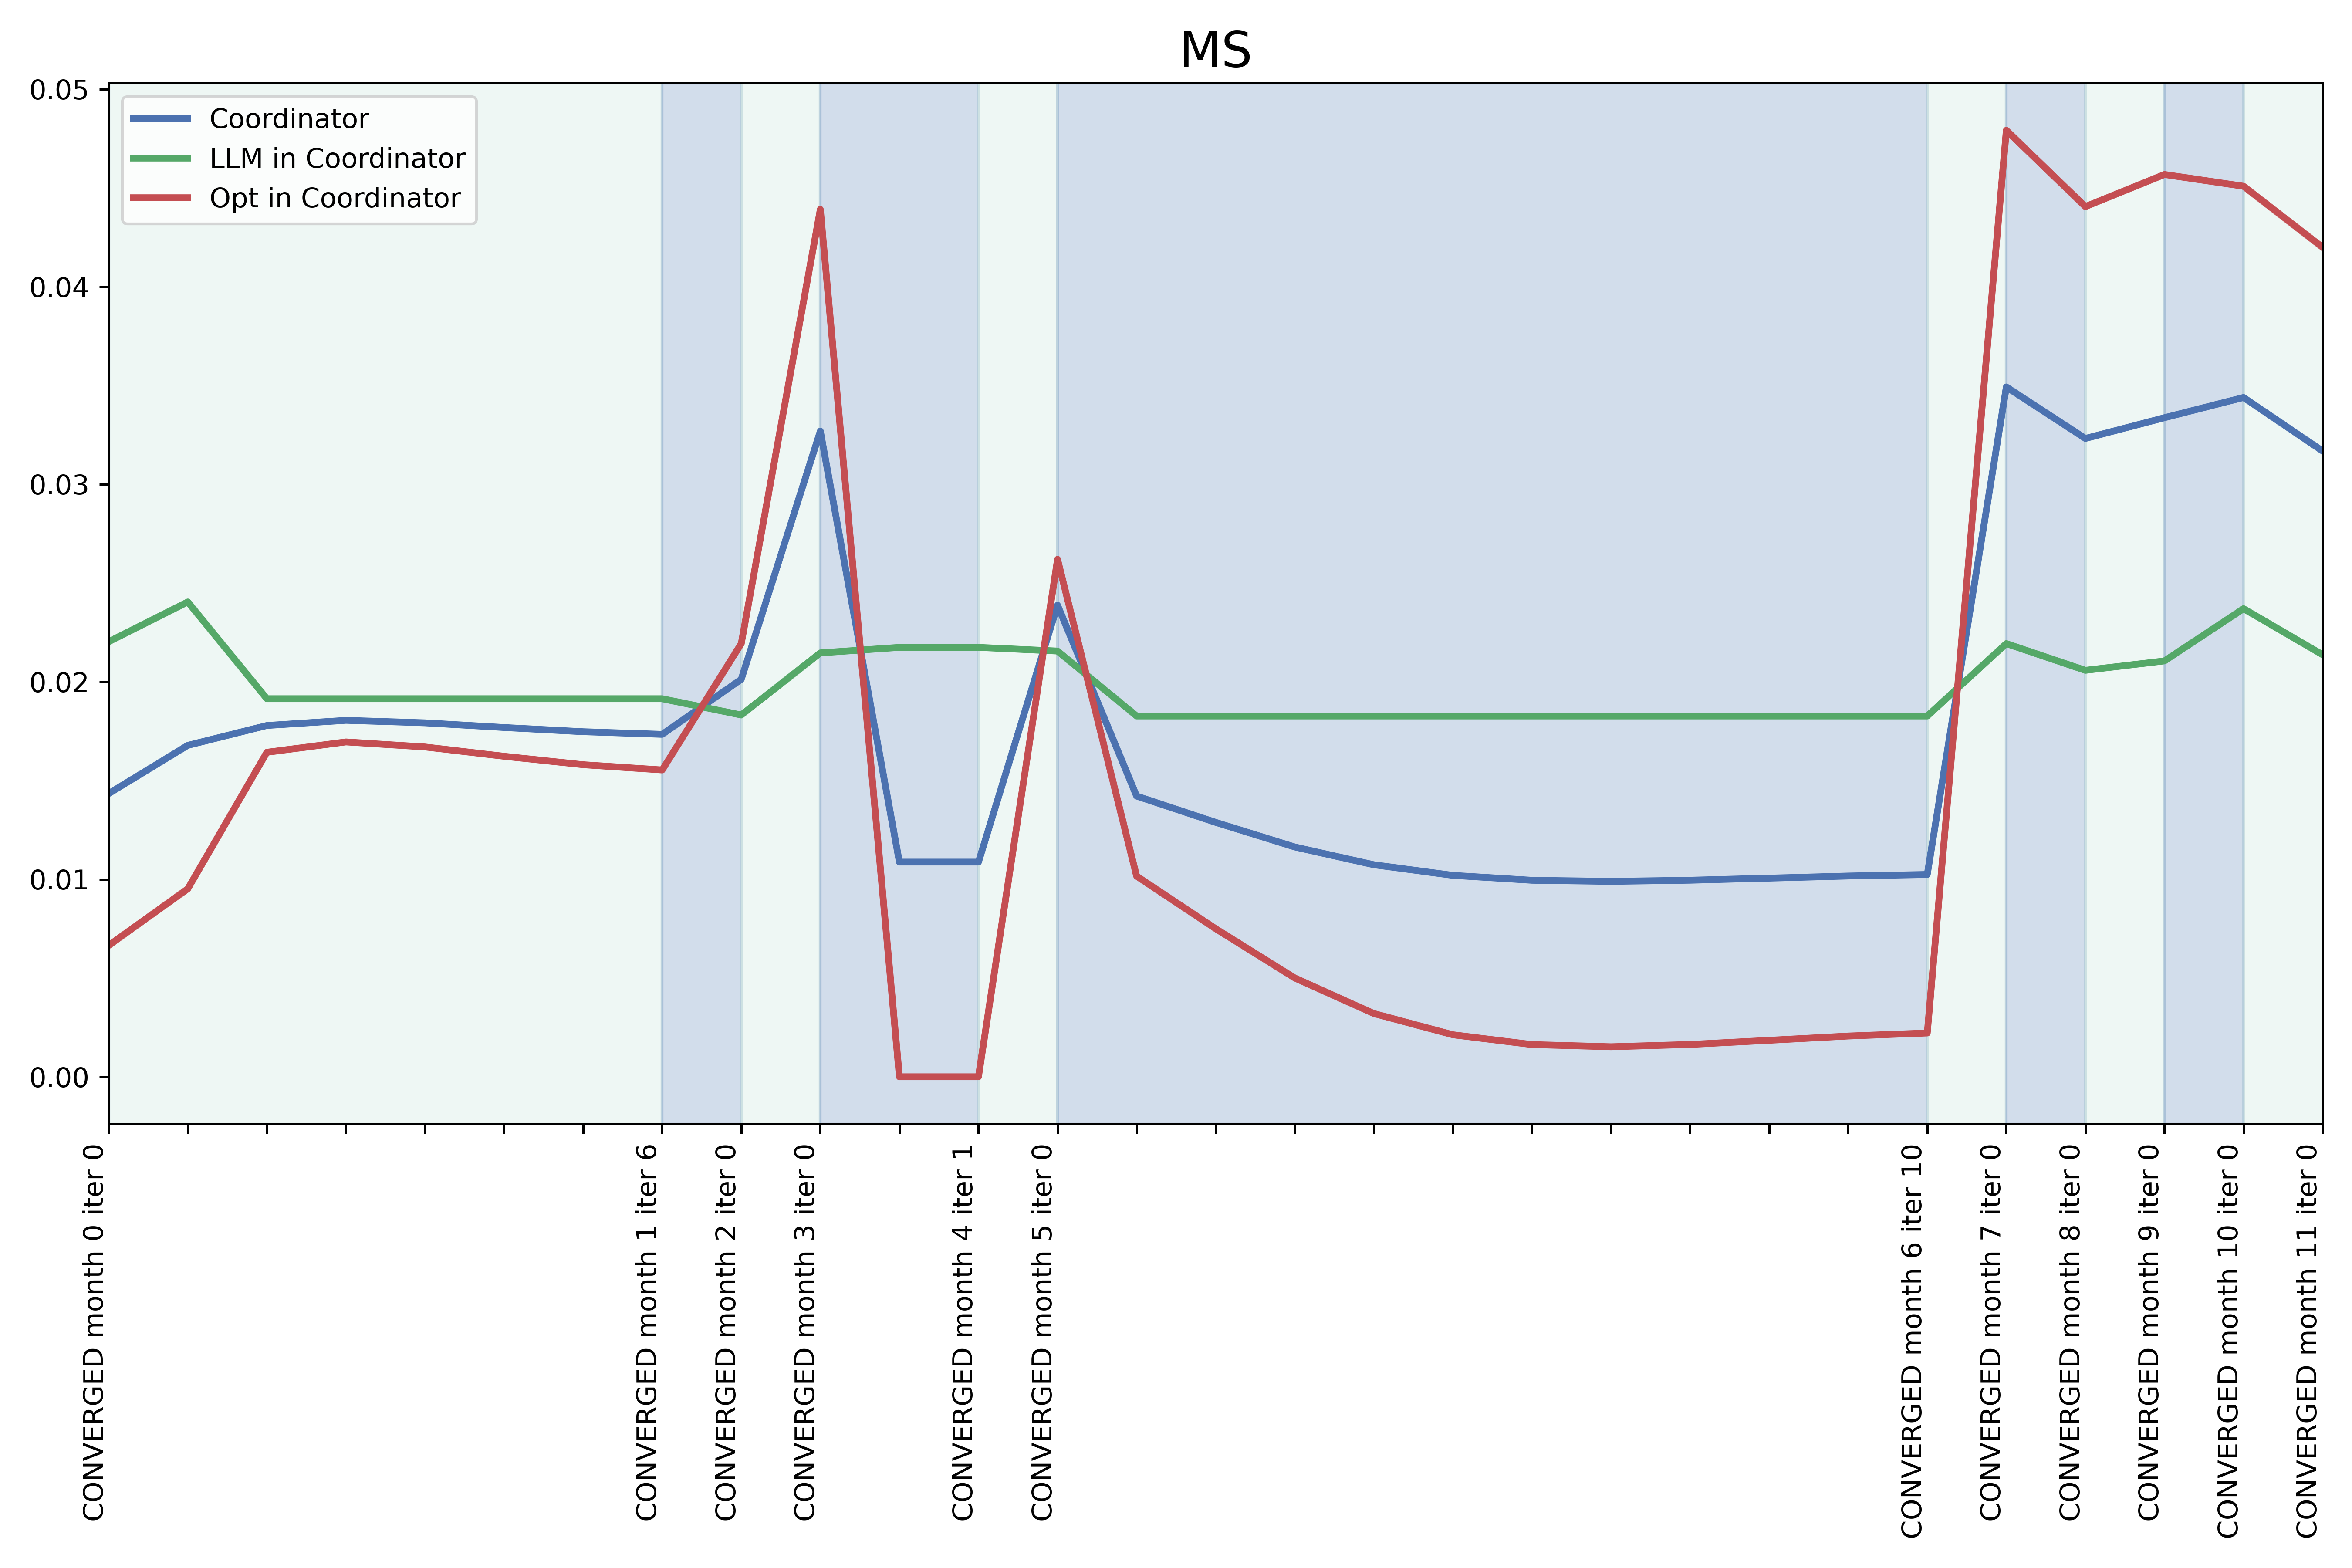 MS
0.05
0.04
0.03
0.02
0.01
0.00
Coordinator
LLM in Coordinator
Opt in Coordinator
CONVERGED month 0 iter 0
CONVERGED month 1 iter 6
CONVERGED month 2 iter 0
CONVERGED month 3 iter 0
CONVERGED month 4 iter 1
CONVERGED month 5 iter 0
CONVERGED month 6 iter 10
CONVERGED month 7 iter 0
CONVERGED month 8 iter 0
CONVERGED month 9 iter 0
CONVERGED month 10 iter 0
CONVERGED month 11 iter 0